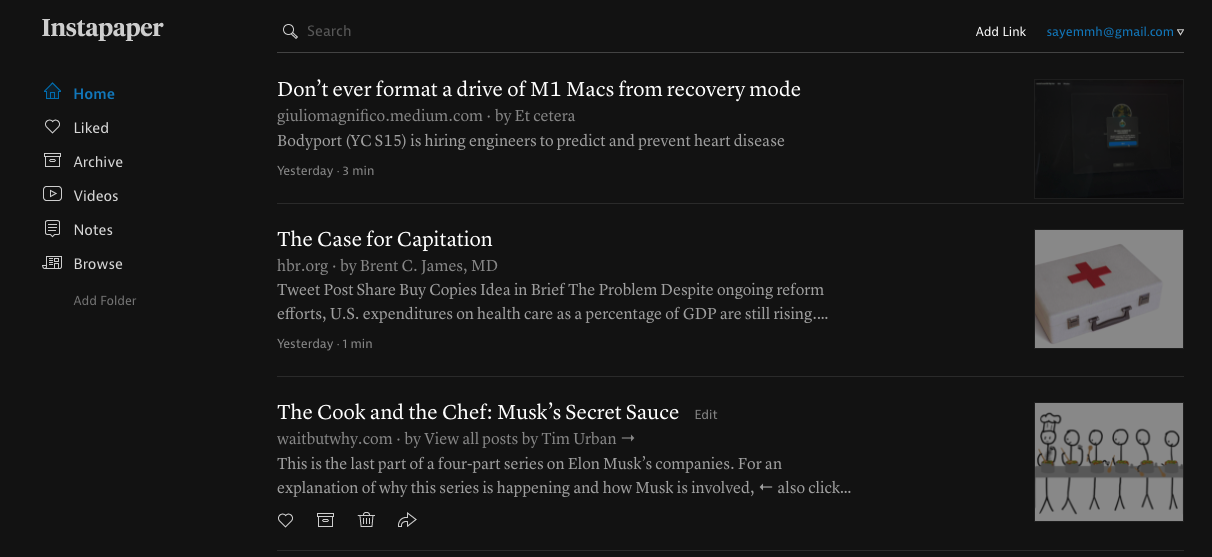 Instapaper
Search
Add Link
sayemmh@gmail.com
Home
Liked
Archive
Videos
Notes
Browse
Add Folder
Don’t ever format a drive of M1 Macs from recovery mode
giuliomagnifico.medium.com · by Et cetera
Bodyport (YC S15) is hiring engineers to predict and prevent heart disease
Yesterday · 3 min
The Case for Capitation
hbr.org · by Brent C. James, MD
Tweet Post Share Buy Copies Idea in Brief The Problem Despite ongoing reform
efforts, U.S. expenditures on health care as a percentage of GDP are still rising....
Yesterday · 1 min
The Cook and the Chef: Musk’s Secret Sauce Edit
waitbutwhy.com · by View all posts by Tim Urban →
This is the last part of a four-part series on Elon Musk’s companies. For an
explanation of why this series is happening and how Musk is involved, ← also click...